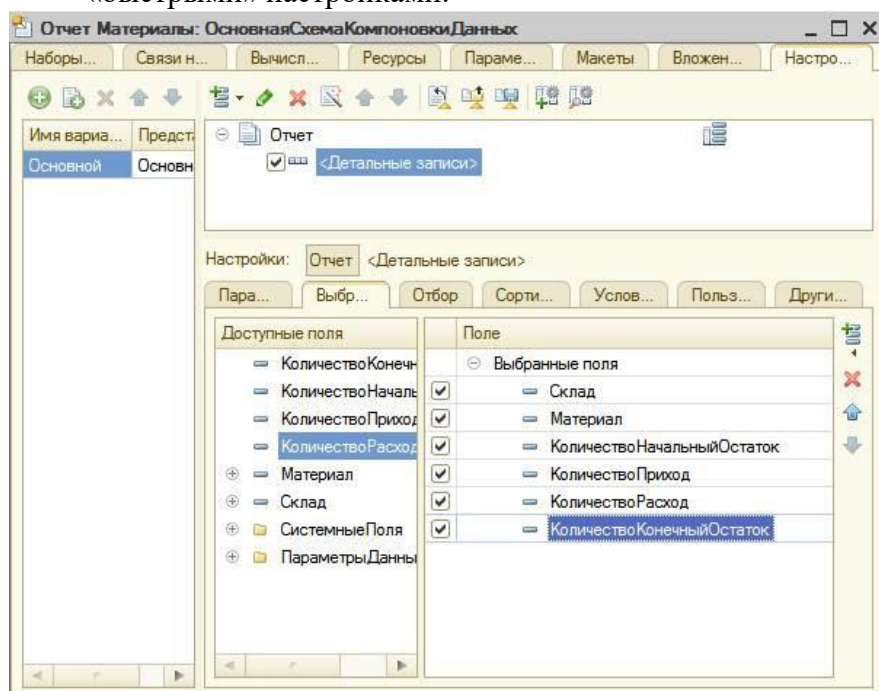 «быстрыми» настройками.
Отчет Материалы: ОсновнаяСхемаКомпоновкиДанных
Наборы... Связи н... Вычисл... Ресурсы Параме... Макеты Вложен... Настро...
Имя вариа... Предста
Основной Основн
Отчет
<Детальные записи>
Настройки: Отчет <Детальные записи>
Пара... Выбр... Отбор Сорти... Услов... Польз... Други...
Доступные поля Поле
КоличествоКонечн Выбранные поля
КоличествоНачаль Склад
КоличествоПриход Материал
КоличествоРасход КоличествоНачальныйОстаток
Материал КоличествоПриход
Склад КоличествоРасход
СистемныеПоля КоличествоКонечныйОстаток
ПараметрыДанны